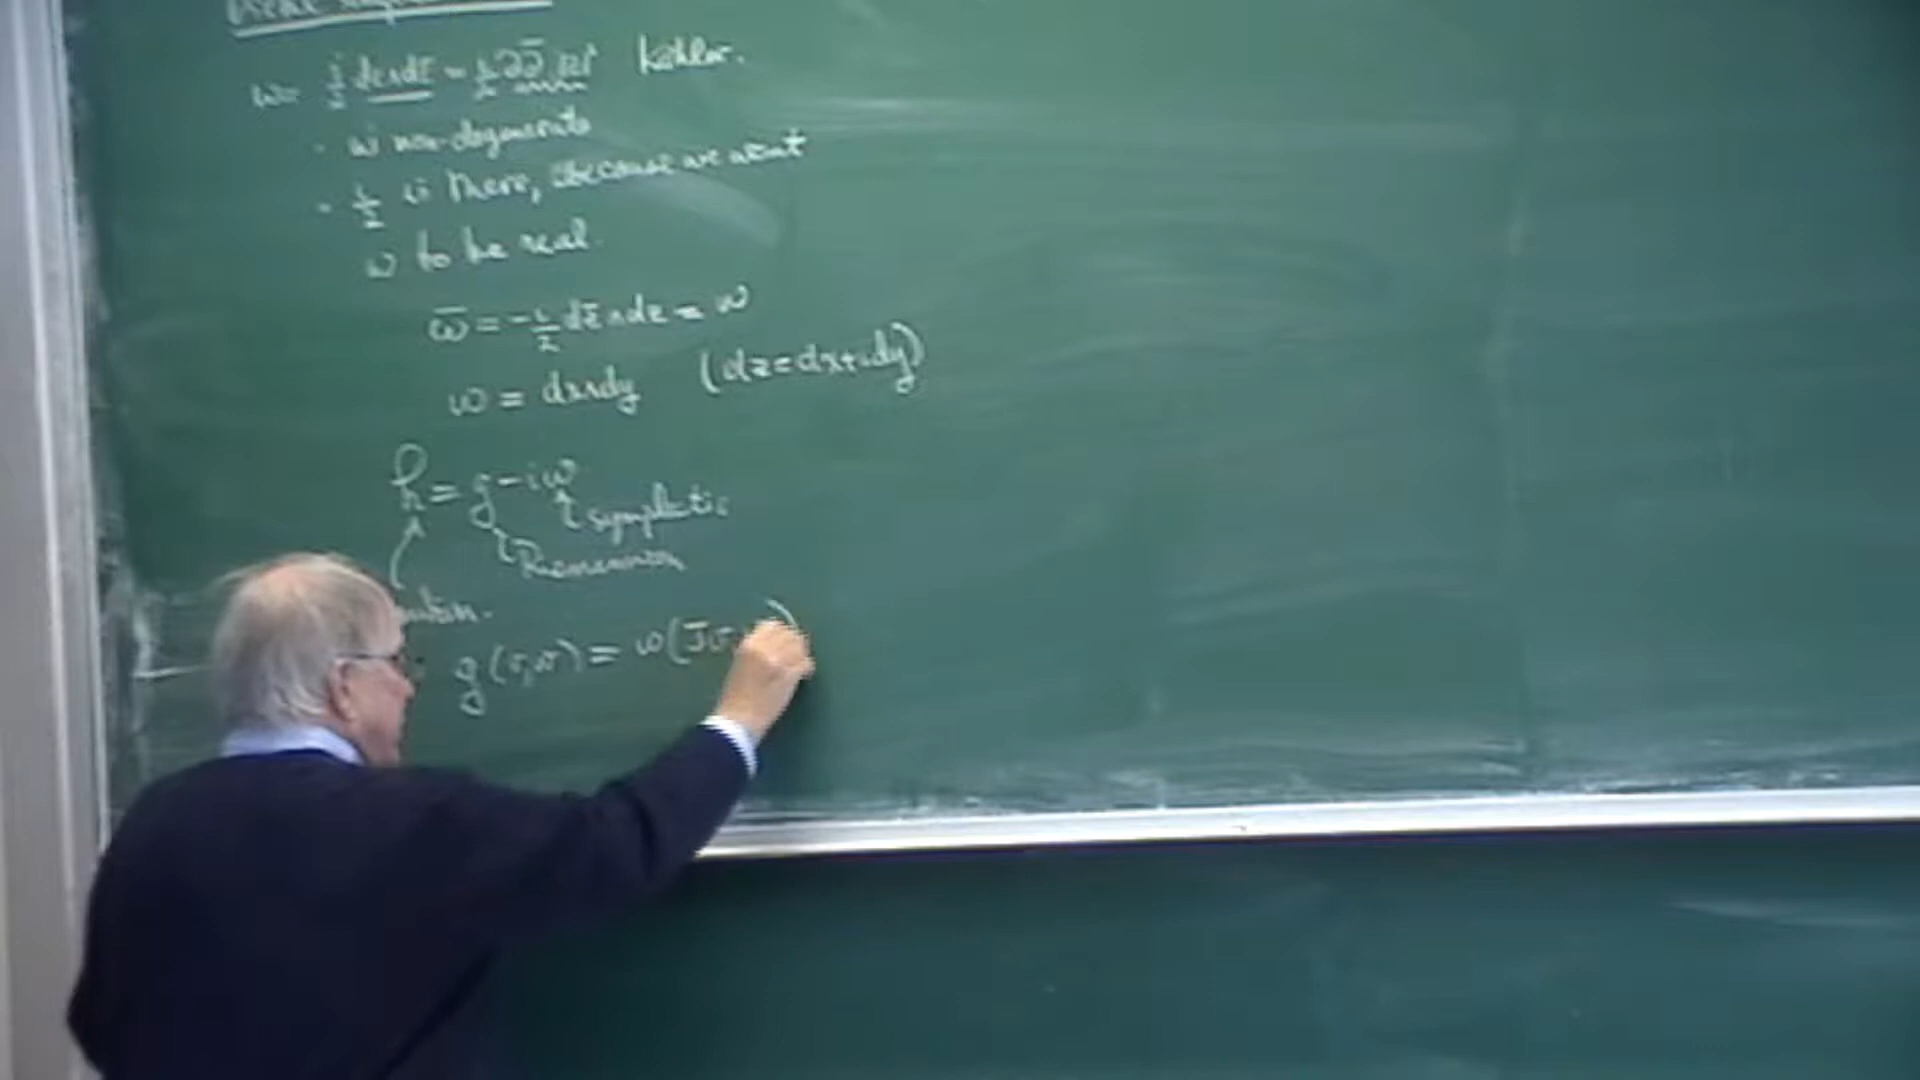 ω = i/2 dz∧dz̄ = i/2 ∂∂̄ |z|² Kähler.
· ω non-degenerate
· i/2 is there, because we want
ω to be real.
ω̄ = -i/2 dz̄∧dz = ω
ω = dx∧dy (dz=dx+idy)
h = g - iω
symplectic
Riemannian
g(v,w) = ω(Jv,